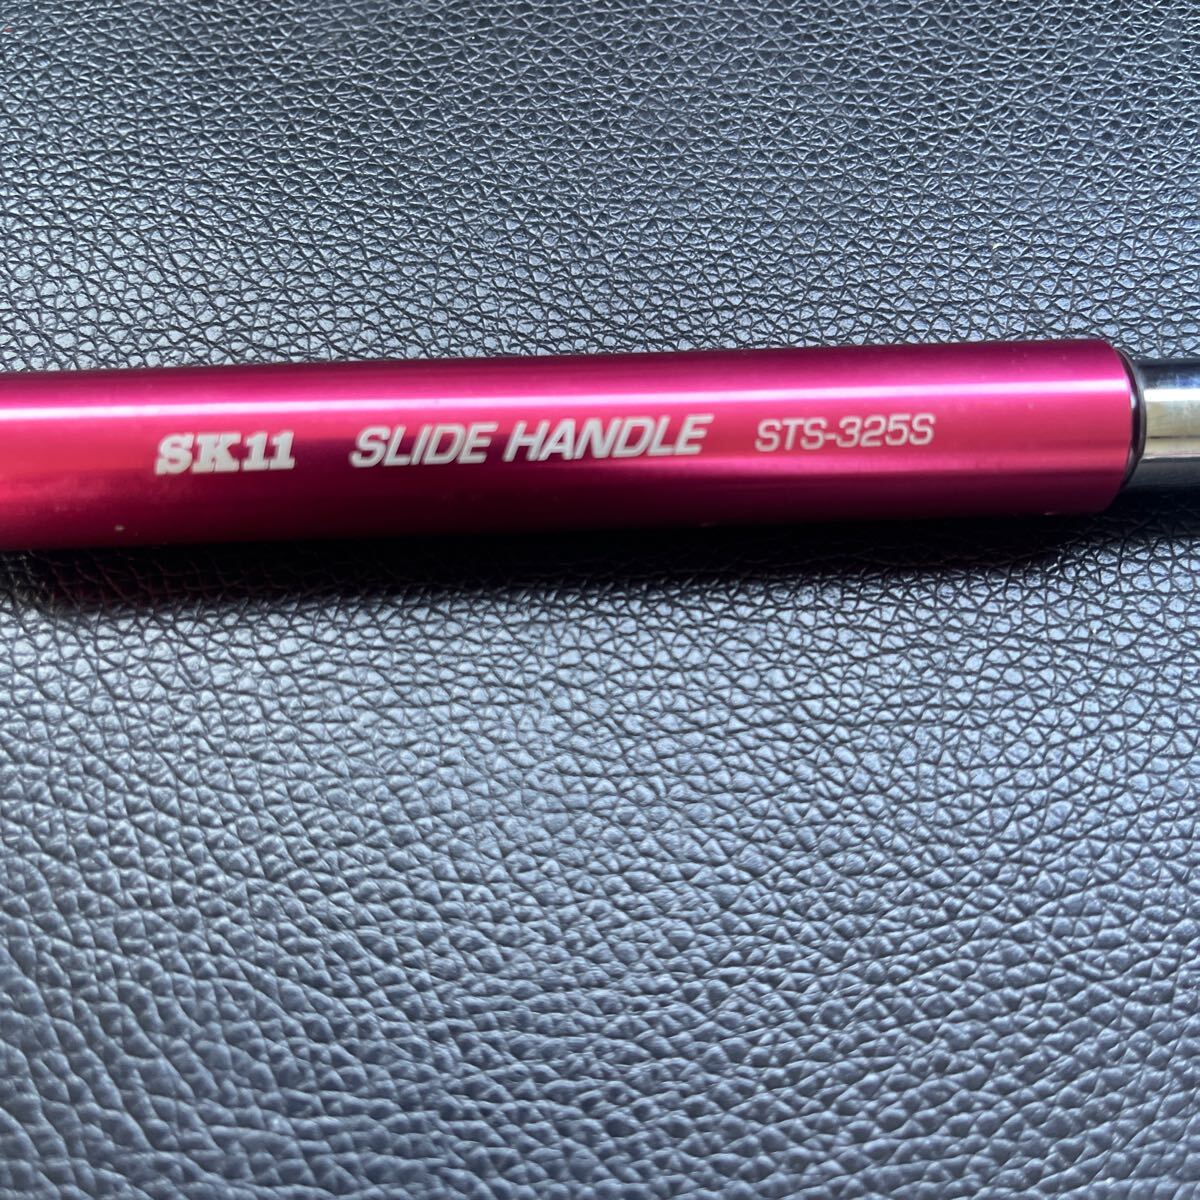 SK11 SLIDE HANDLE STS-325S